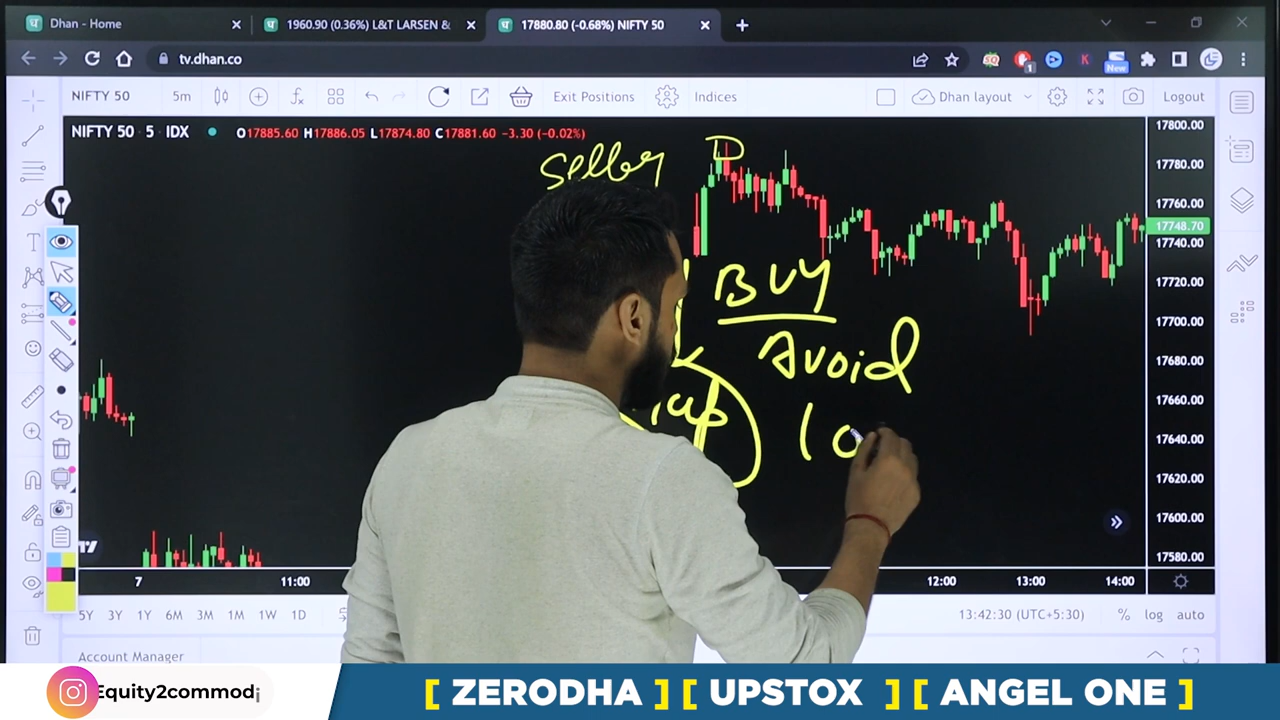 Dhan - Home
1960.90 (0.36%) L&T LARSEN &
17880.80 (-0.68%) NIFTY 50
tv.dhan.co
1
New
NIFTY 50
5m
Exit Positions
Indices
Dhan layout
Logout
NIFTY 50 · 5 · IDX
O17885.60 H17886.05 L17874.80 C17881.60 −3.30 (−0.02%)
seller
D
BUY
Avoid
10
17800.00
17780.00
17760.00
17748.70
17740.00
17720.00
17700.00
17680.00
17660.00
17640.00
17620.00
17600.00
17580.00
7
11:00
12:00
13:00
14:00
5Y 3Y 1Y 6M 3M 1M 1W 1D
13:42:30 (UTC+5:30)
% log auto
Account Manager
Equity2commod
[ ZERODHA ] [ UPSTOX ] [ ANGEL ONE ]